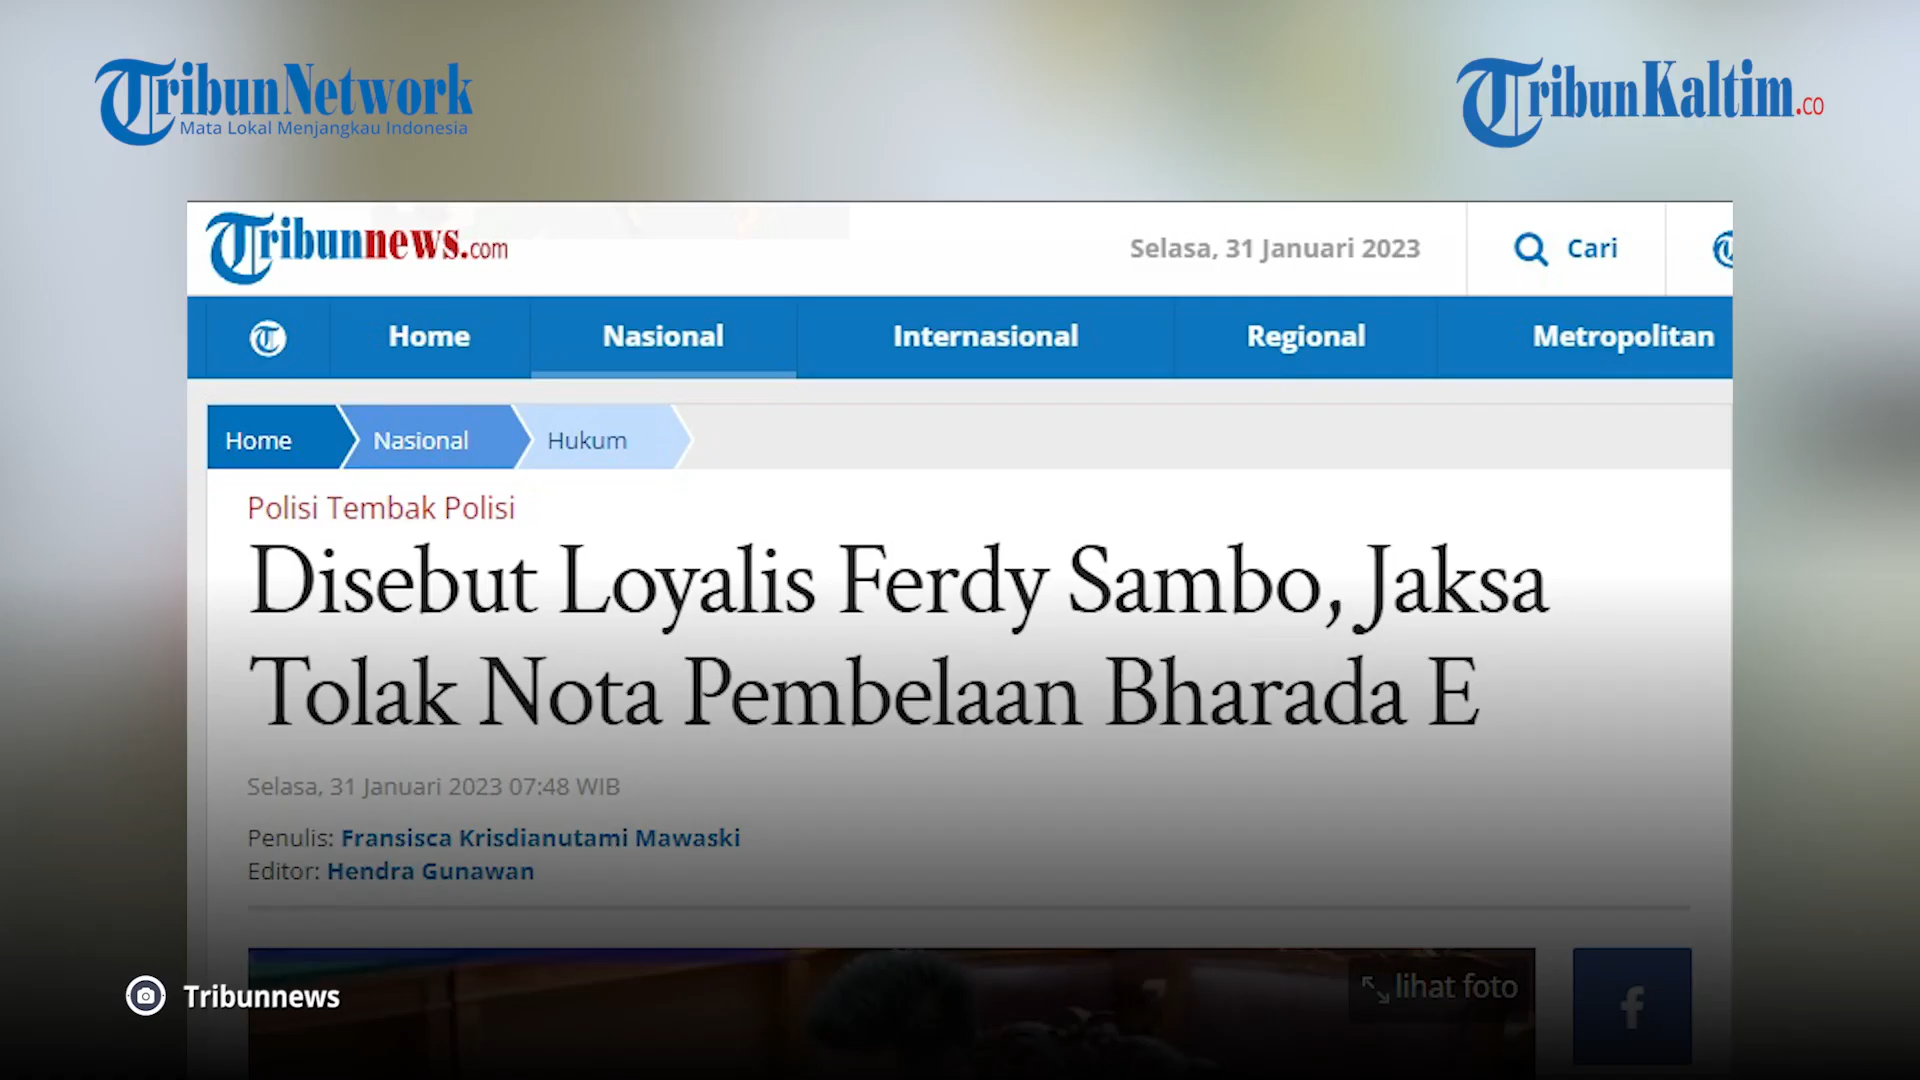 TribunNetwork
Mata Lokal Menjangkau Indonesia
TribunKaltim.co
Tribunnews.com
Selasa, 31 Januari 2023
Cari
Home
Nasional
Internasional
Regional
Metropolitan
Home
Nasional
Hukum
Polisi Tembak Polisi
Disebut Loyalis Ferdy Sambo, Jaksa
Tolak Nota Pembelaan Bharada E
Selasa, 31 Januari 2023 07:48 WIB
Penulis: Fransisca Krisdianutami Mawaski
Editor: Hendra Gunawan
lihat foto
Tribunnews